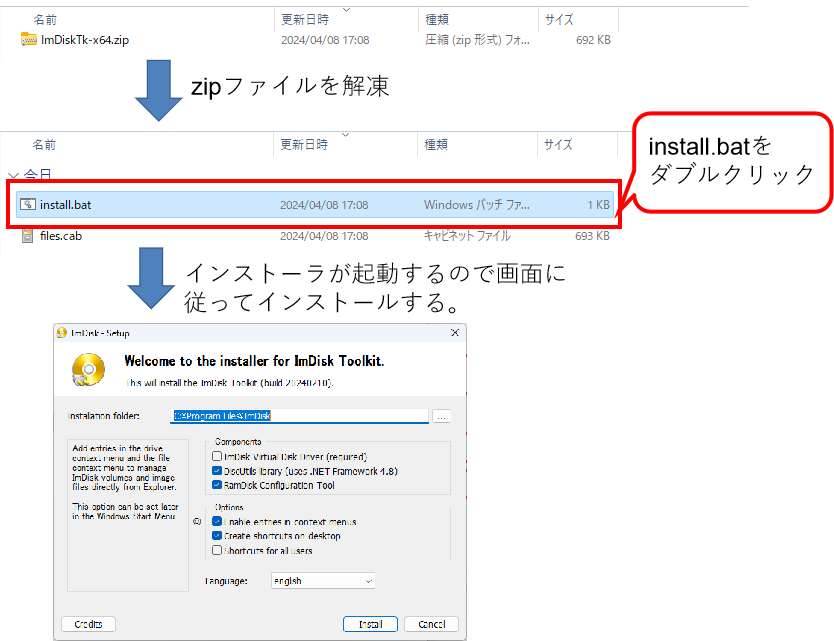 名前 更新日時 種類 サイズ
ImDiskTk-x64.zip 2024/04/08 17:08 圧縮 (zip 形式) フォ... 692 KB
zipファイルを解凍
名前 更新日時 種類 サイズ
今日
install.bat 2024/04/08 17:08 Windows バッチ ファ... 1 KB
files.cab 2024/04/08 17:08 キャビネット ファイル 693 KB
install.batを
ダブルクリック
インストーラが起動するので画面に
従ってインストールする。
ImDisk - Setup
Welcome to the installer for ImDisk Toolkit.
This will install the ImDisk Toolkit (build 20240210).
Installation folder: C:¥Program Files¥ImDisk ...
Add entries in the drive
context menu and the file
context menu to manage
ImDisk volumes and image
files directly from Explorer.
This option can be set later
in the Windows Start Menu.
Components
ImDisk Virtual Disk Driver (required)
DiscUtils library (uses .NET Framework 4.8)
RamDisk Configuration Tool
Options
Enable entries in context menus
Create shortcuts on desktop
Shortcuts for all users
Language: english
Credits Install Cancel